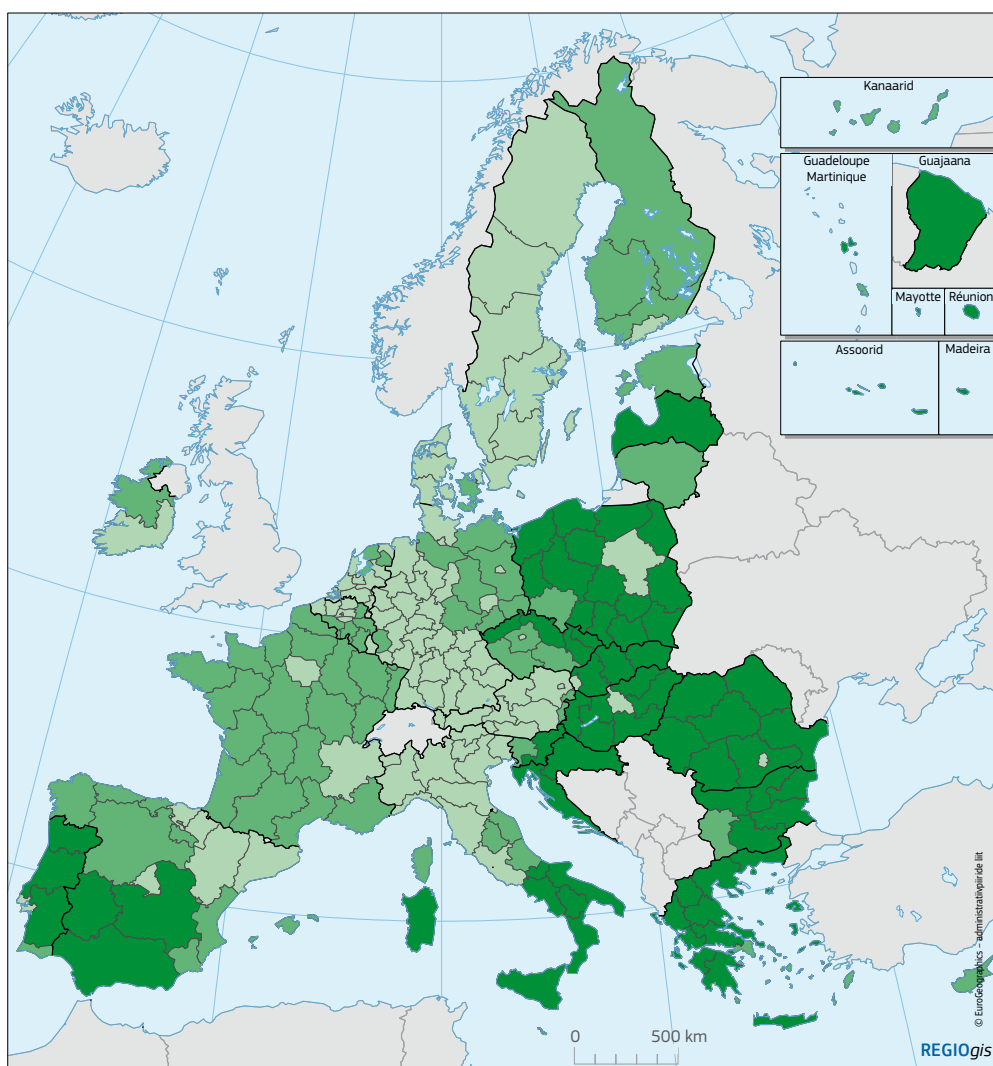 Kanaarid
Guadeloupe
Martinique
Guajaana
Mayotte
Réunion
Assoorid
Madeira
© EuroGeographics – administratiivpiiride liit
0 500 km
REGIOgis